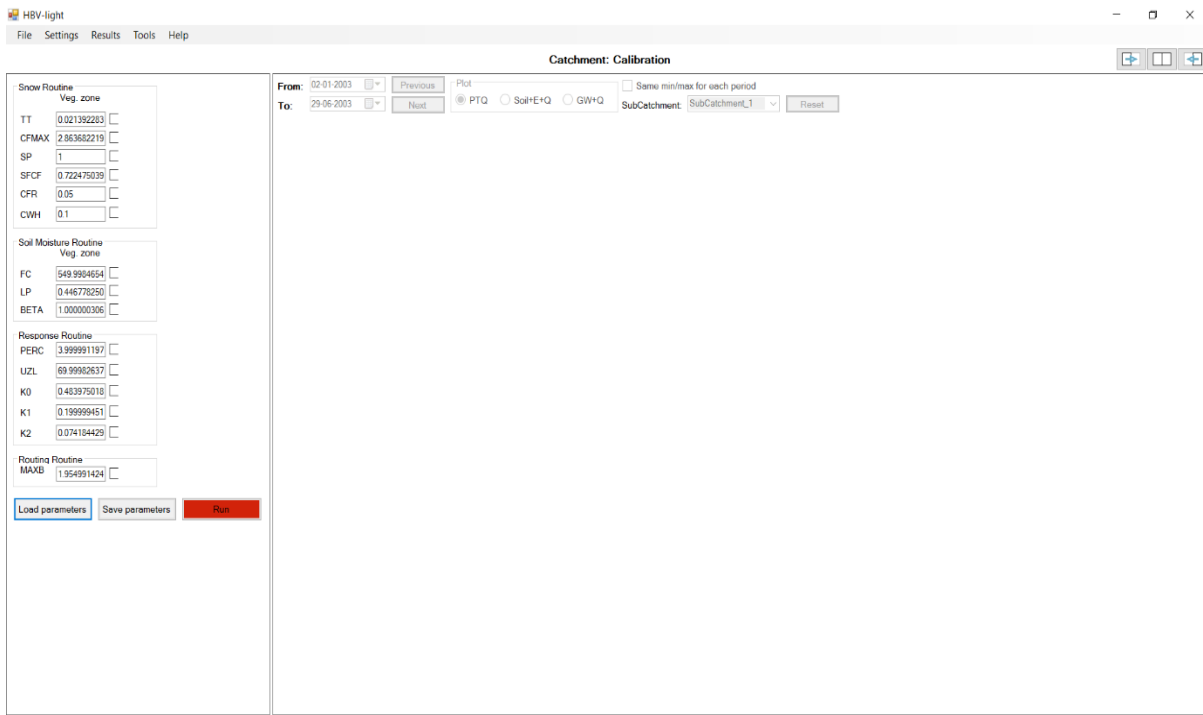 HBV-light
File Settings Results Tools Help
Catchment: Calibration
Snow Routine
Veg. zone
TT 0.021392283
CFMAX 2.863682219
SP 1
SFCF 0.722475039
CFR 0.05
CWH 0.1
Soil Moisture Routine
Veg. zone
FC 549.9984654
LP 0.446778250
BETA 1.000000306
Response Routine
PERC 3.999991197
UZL 69.99982637
K0 0.483975018
K1 0.199999451
K2 0.074184429
Routing Routine
MAXB 1.954991424
Load parameters Save parameters Run
From: 02-01-2003 Previous
To: 29-06-2003 Next
Plot
PTQ Soil+E+Q GW+Q
Same min/max for each period
SubCatchment: SubCatchment_1 Reset